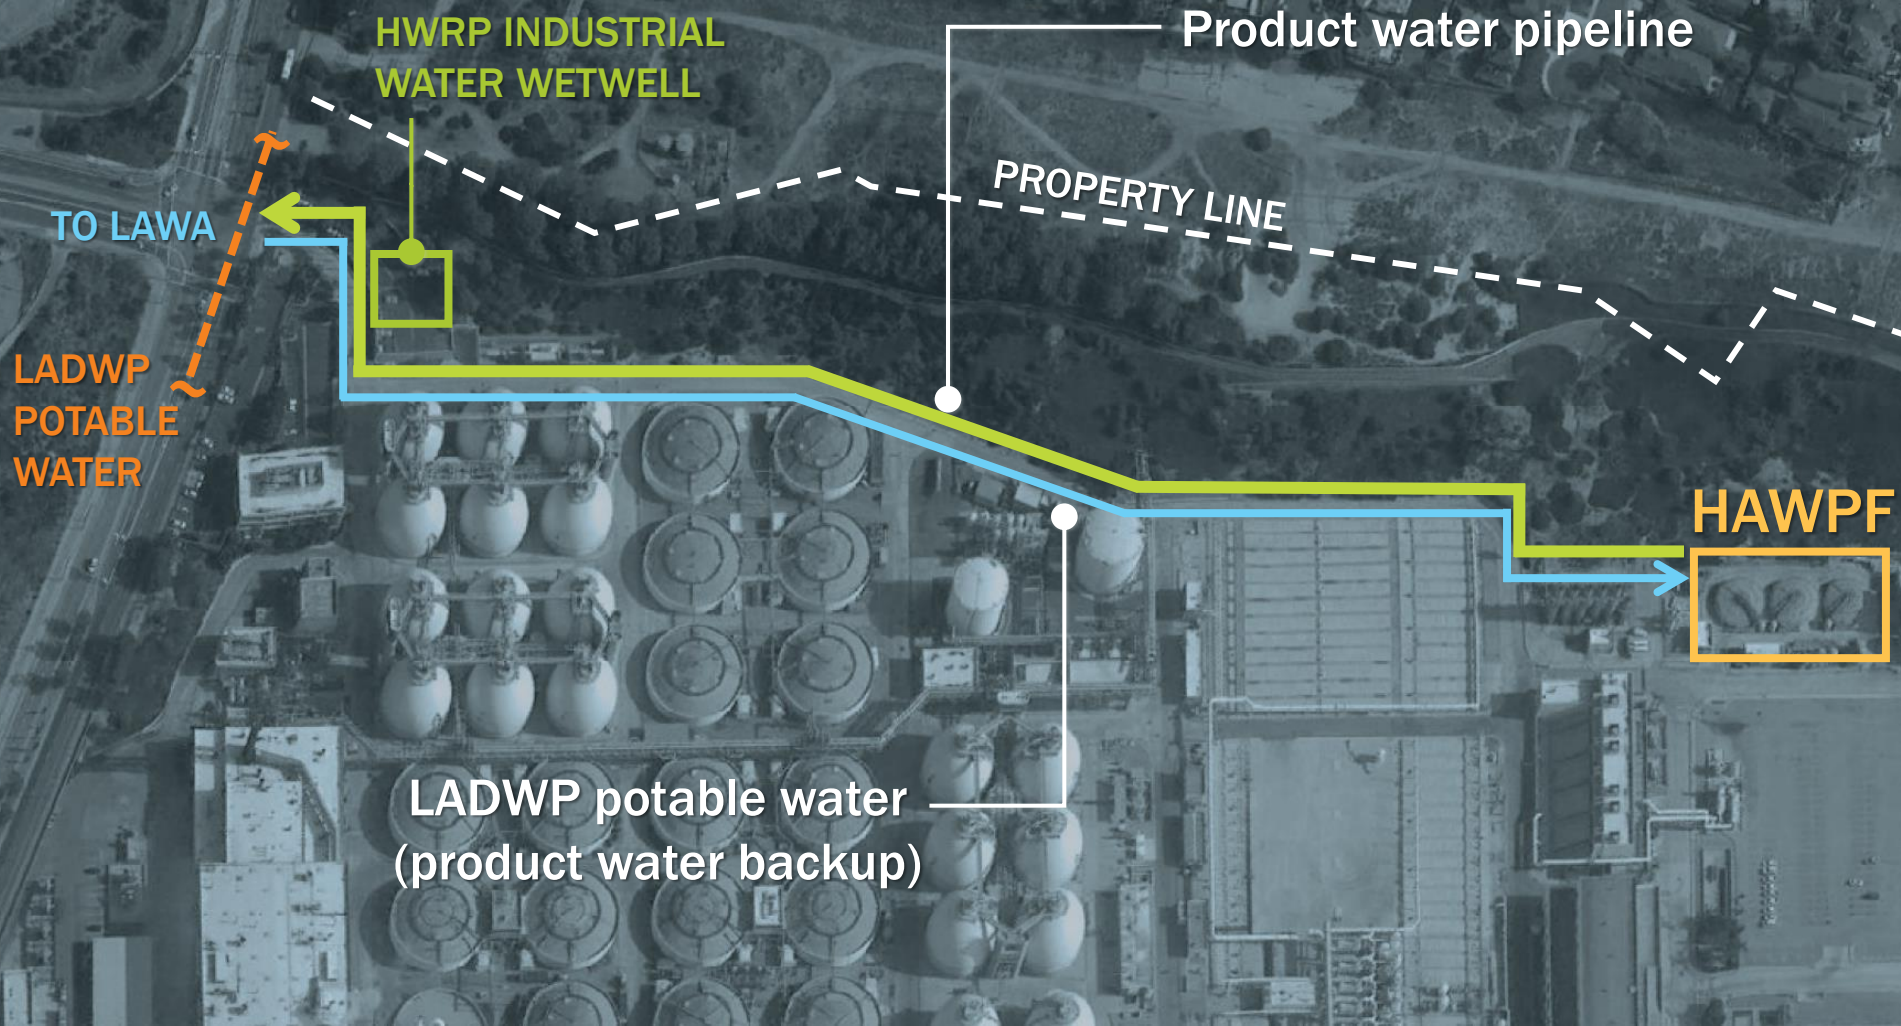 HWRP INDUSTRIAL
WATER WETWELL
Product water pipeline
PROPERTY LINE
TO LAWA
LADWP
POTABLE
WATER
HAWPF
LADWP potable water
(product water backup)